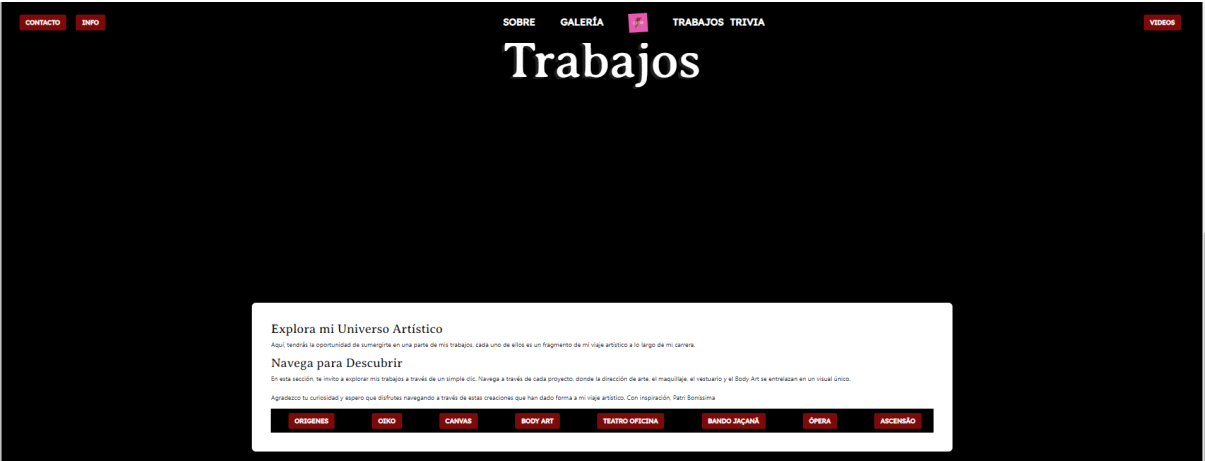 CONTACTO INFO SOBRE GALERÍA TRABAJOS TRIVIA VIDEOS
Trabajos
Explora mi Universo Artístico
Aquí, tendrás la oportunidad de sumergirte en una parte de mis trabajos, cada uno de ellos es un fragmento de mi viaje artístico a lo largo de mi carrera.
Navega para Descubrir
En esta sección, te invito a explorar mis trabajos a través de un simple clic. Navega a través de cada proyecto, donde la dirección de arte, el maquillaje, el vestuario y el Body Art se entrelazan en un visual único.
Agradezco tu curiosidad y espero que disfrutes navegando a través de estas creaciones que han dado forma a mi viaje artístico. Con inspiración, Patri Bonissima
ORIGENES OIKO CANVAS BODY ART TEATRO OFICINA BANDO JAÇANÃ ÓPERA ASCENSÃO